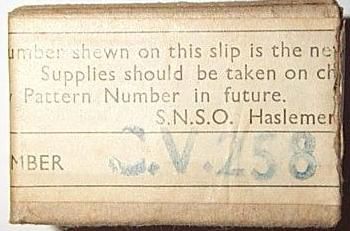 umber shewn on this slip is the ne
Supplies should be taken on ch
Pattern Number in future.
S.N.S.O. Haslemer
MBER C.V.258